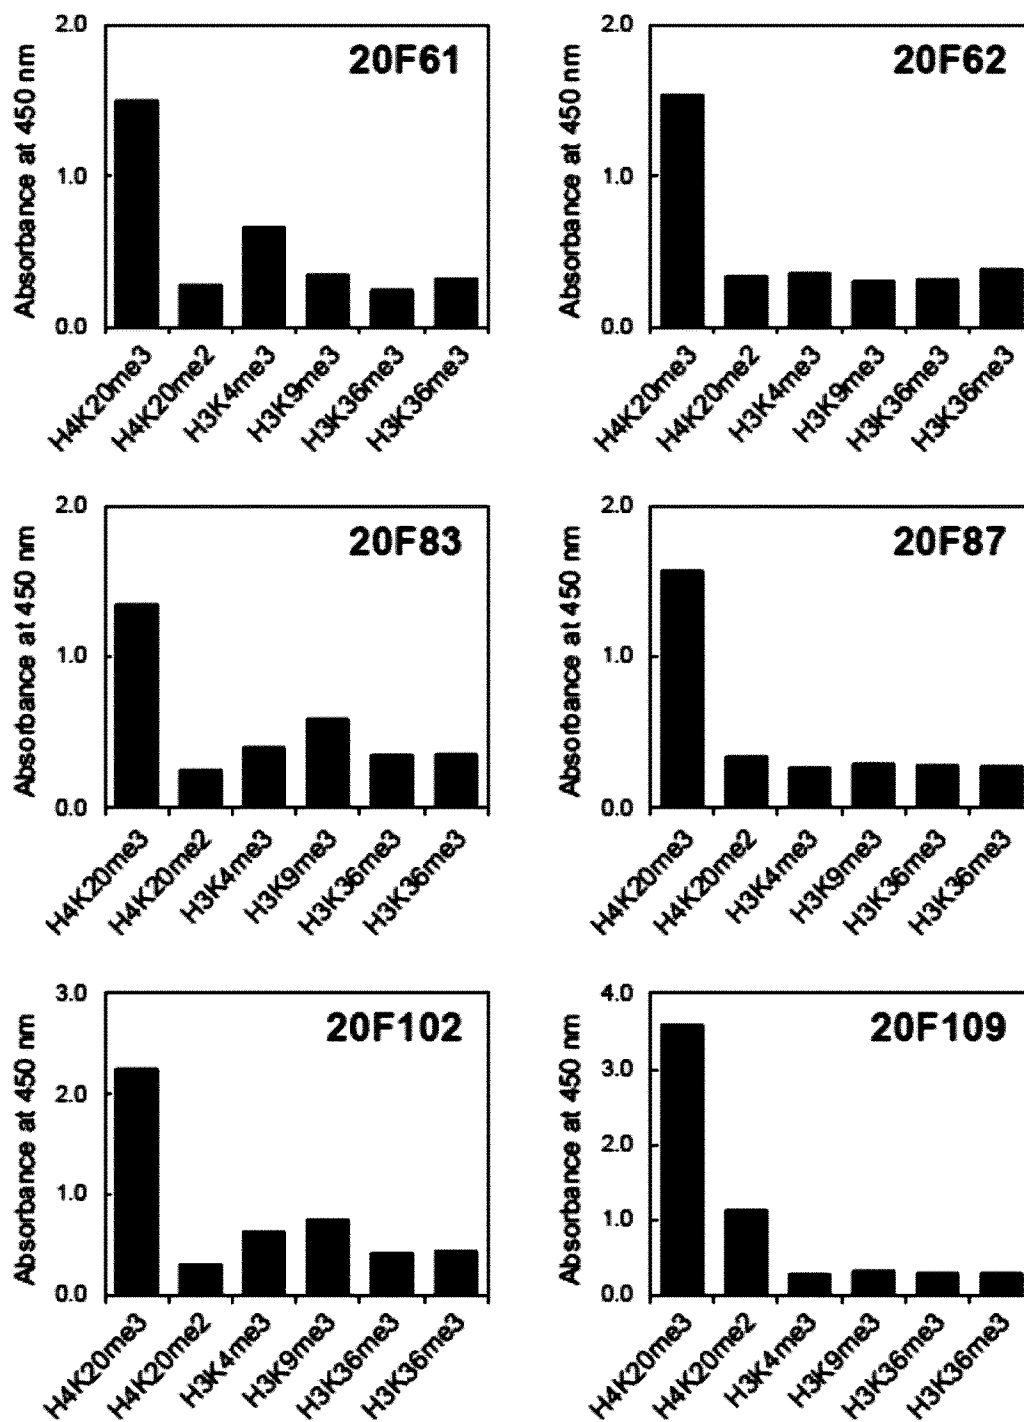 20F61
Absorbance at 450 nm
2.0
1.0
0.0
H4K20me3
H4K20me2
H3K4me3
H3K9me3
H3K36me3
H3K36me3
20F62
Absorbance at 450 nm
2.0
1.0
0.0
H4K20me3
H4K20me2
H3K4me3
H3K9me3
H3K36me3
H3K36me3
20F83
Absorbance at 450 nm
2.0
1.0
0.0
H4K20me3
H4K20me2
H3K4me3
H3K9me3
H3K36me3
H3K36me3
20F87
Absorbance at 450 nm
2.0
1.0
0.0
H4K20me3
H4K20me2
H3K4me3
H3K9me3
H3K36me3
H3K36me3
20F102
Absorbance at 450 nm
3.0
2.0
1.0
0.0
H4K20me3
H4K20me2
H3K4me3
H3K9me3
H3K36me3
H3K36me3
20F109
Absorbance at 450 nm
4.0
3.0
2.0
1.0
0.0
H4K20me3
H4K20me2
H3K4me3
H3K9me3
H3K36me3
H3K36me3